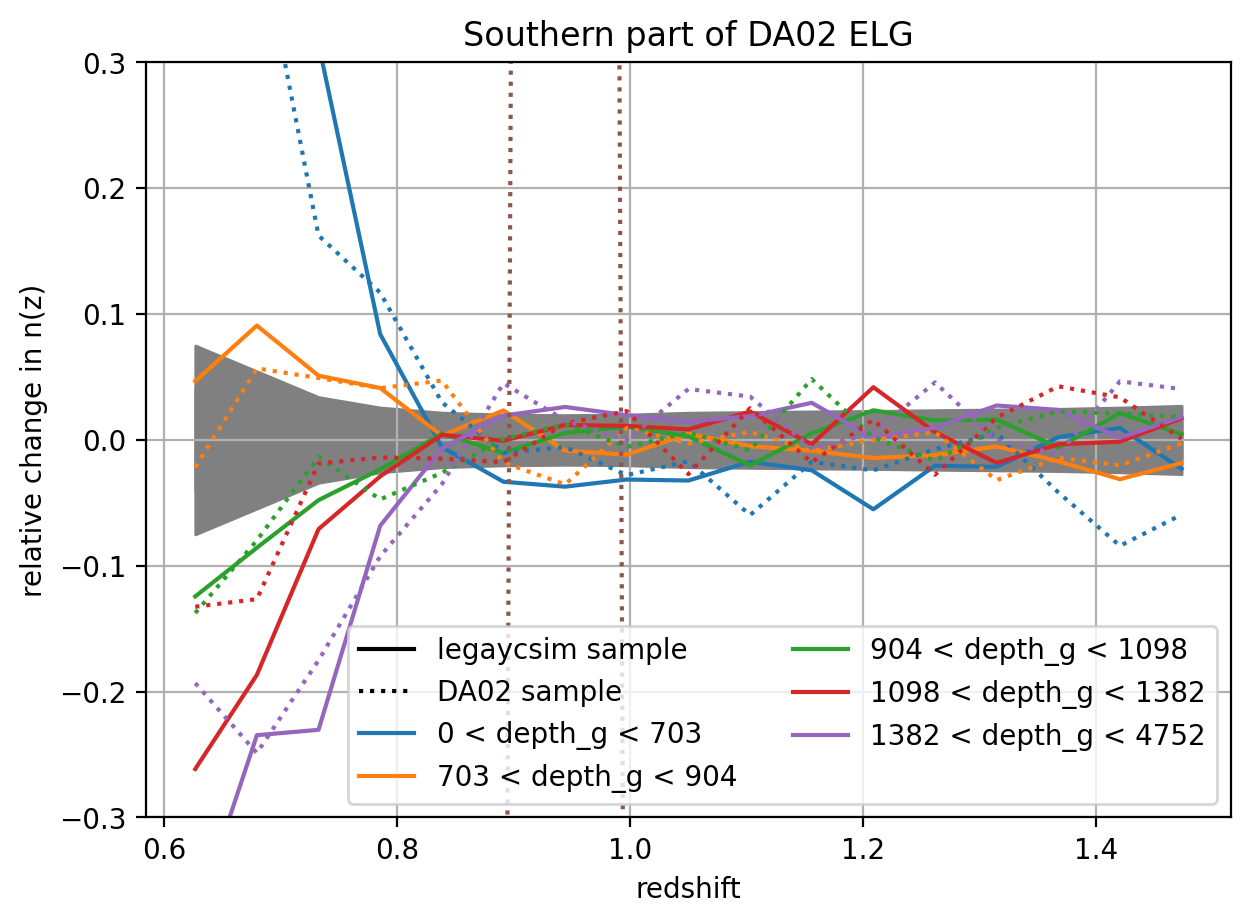 Southern part of DA02 ELG
relative change in n(z)
0.3
0.2
0.1
0.0
−0.1
−0.2
−0.3
legaycsim sample
DA02 sample
0 < depth_g < 703
703 < depth_g < 904
904 < depth_g < 1098
1098 < depth_g < 1382
1382 < depth_g < 4752
0.6 0.8 1.0 1.2 1.4
redshift